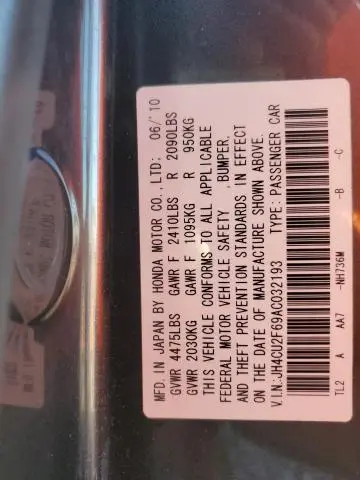 MFD. IN JAPAN BY HONDA MOTOR CO., LTD: 06/'10
GVWR 4475LBS GAWR F 2410LBS R 2090LBS
GVWR 2030KG GAWR F 1095KG R 950KG
THIS VEHICLE CONFORMS TO ALL APPLICABLE
FEDERAL MOTOR VEHICLE SAFETY , BUMPER,
AND THEFT PREVENTION STANDARDS IN EFFECT
ON THE DATE OF MANUFACTURE SHOWN ABOVE.
V.I.N:JH4CU2F69AC032193 TYPE: PASSENGER CAR
TL2 A AA7 -NH736M -B -C